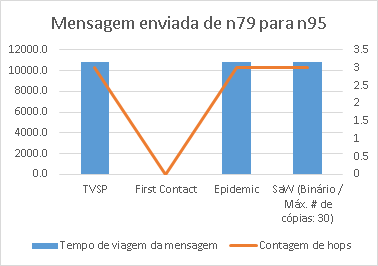 Mensagem enviada de n79 para n95
12000.0
10000.0
8000.0
6000.0
4000.0
2000.0
0.0
3.5
3
2.5
2
1.5
1
0.5
0
TVSP
First Contact
Epidemic
SaW (Binário /
Máx. # de
cópias: 30)
Tempo de viagem da mensagem
Contagem de hops